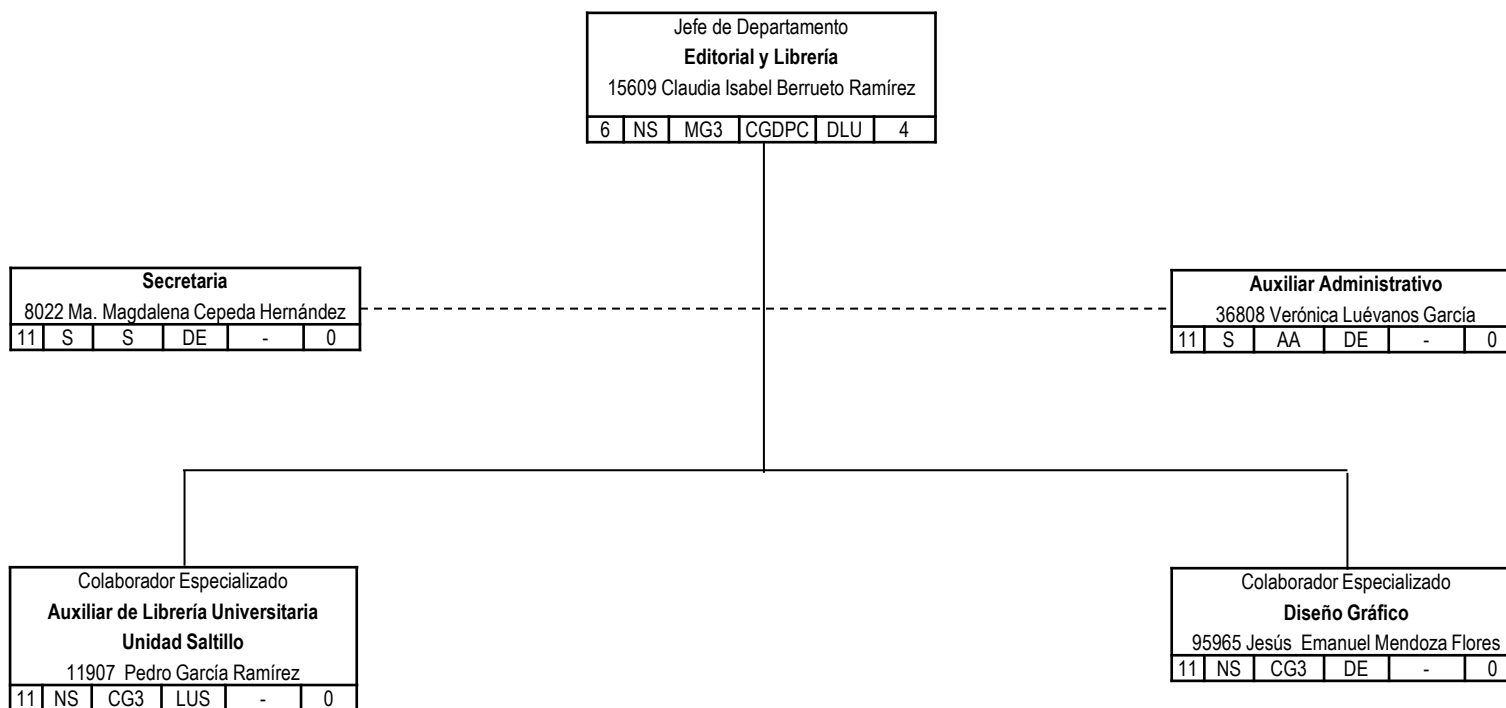 Jefe de Departamento
Editorial y Librería
15609 Claudia Isabel Berrueto Ramírez
6 NS MG3 CGDPC DLU 4
Secretaria
8022 Ma. Magdalena Cepeda Hernández
11 S S DE - 0
Auxiliar Administrativo
36808 Verónica Luévanos García
11 S AA DE - 0
Colaborador Especializado
Auxiliar de Librería Universitaria
Unidad Saltillo
11907 Pedro García Ramírez
11 NS CG3 LUS - 0
Colaborador Especializado
Diseño Gráfico
95965 Jesús Emanuel Mendoza Flores
11 NS CG3 DE - 0